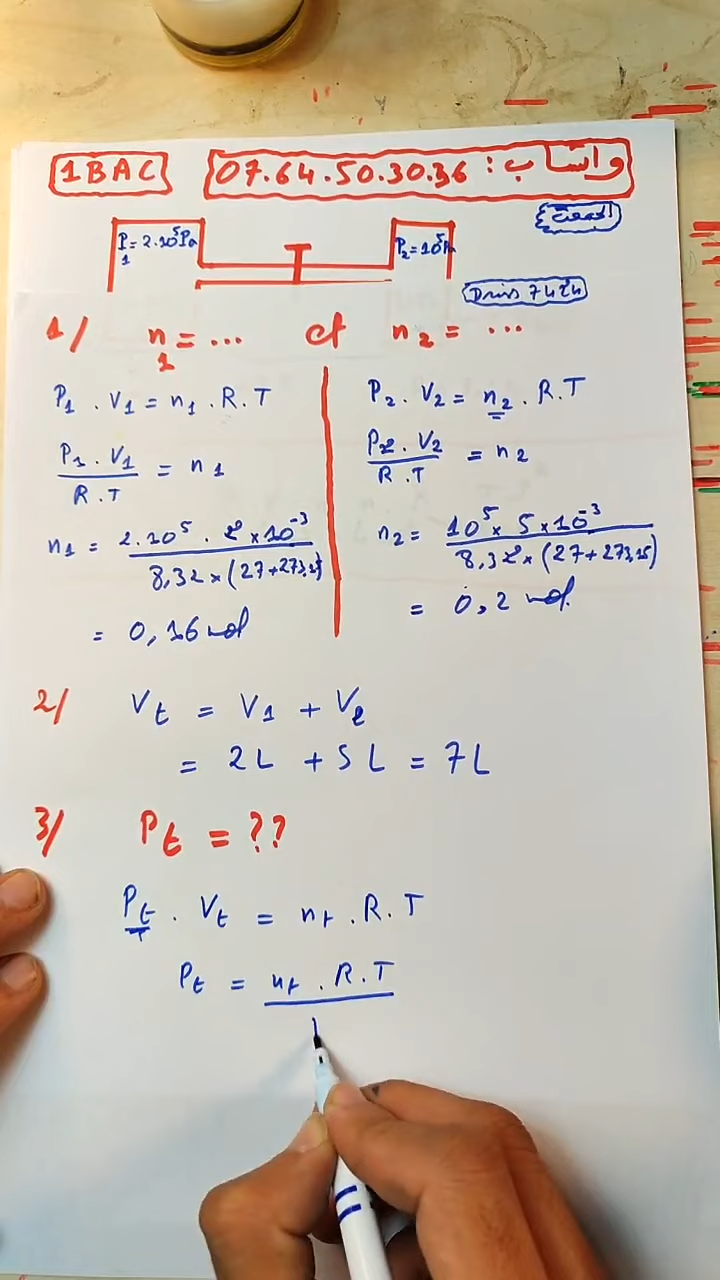 1BAC
07.64.50.30.36 : واتساب
P₁ = 2.10⁵Pa
P₂ = 10⁵Pa
Driss 7424
1/ n₁ = ... et n₂ = ...
P₁ . V₁ = n₁ . R . T
P₁ . V₁ / R . T = n₁
n₁ = 2.10⁵ . 2 × 10⁻³ / 8,32 × (27+273,15)
= 0,16 mol
P₂ . V₂ = n₂ . R . T
P₂ . V₂ / R . T = n₂
n₂ = 10⁵ × 5 × 10⁻³ / 8,32 × (27+273,15)
= 0,2 mol.
2/ Vt = V₁ + V₂
= 2L + 5L = 7L
3/ Pt = ??
Pt . Vt = nt . R . T
Pt = nt . R . T